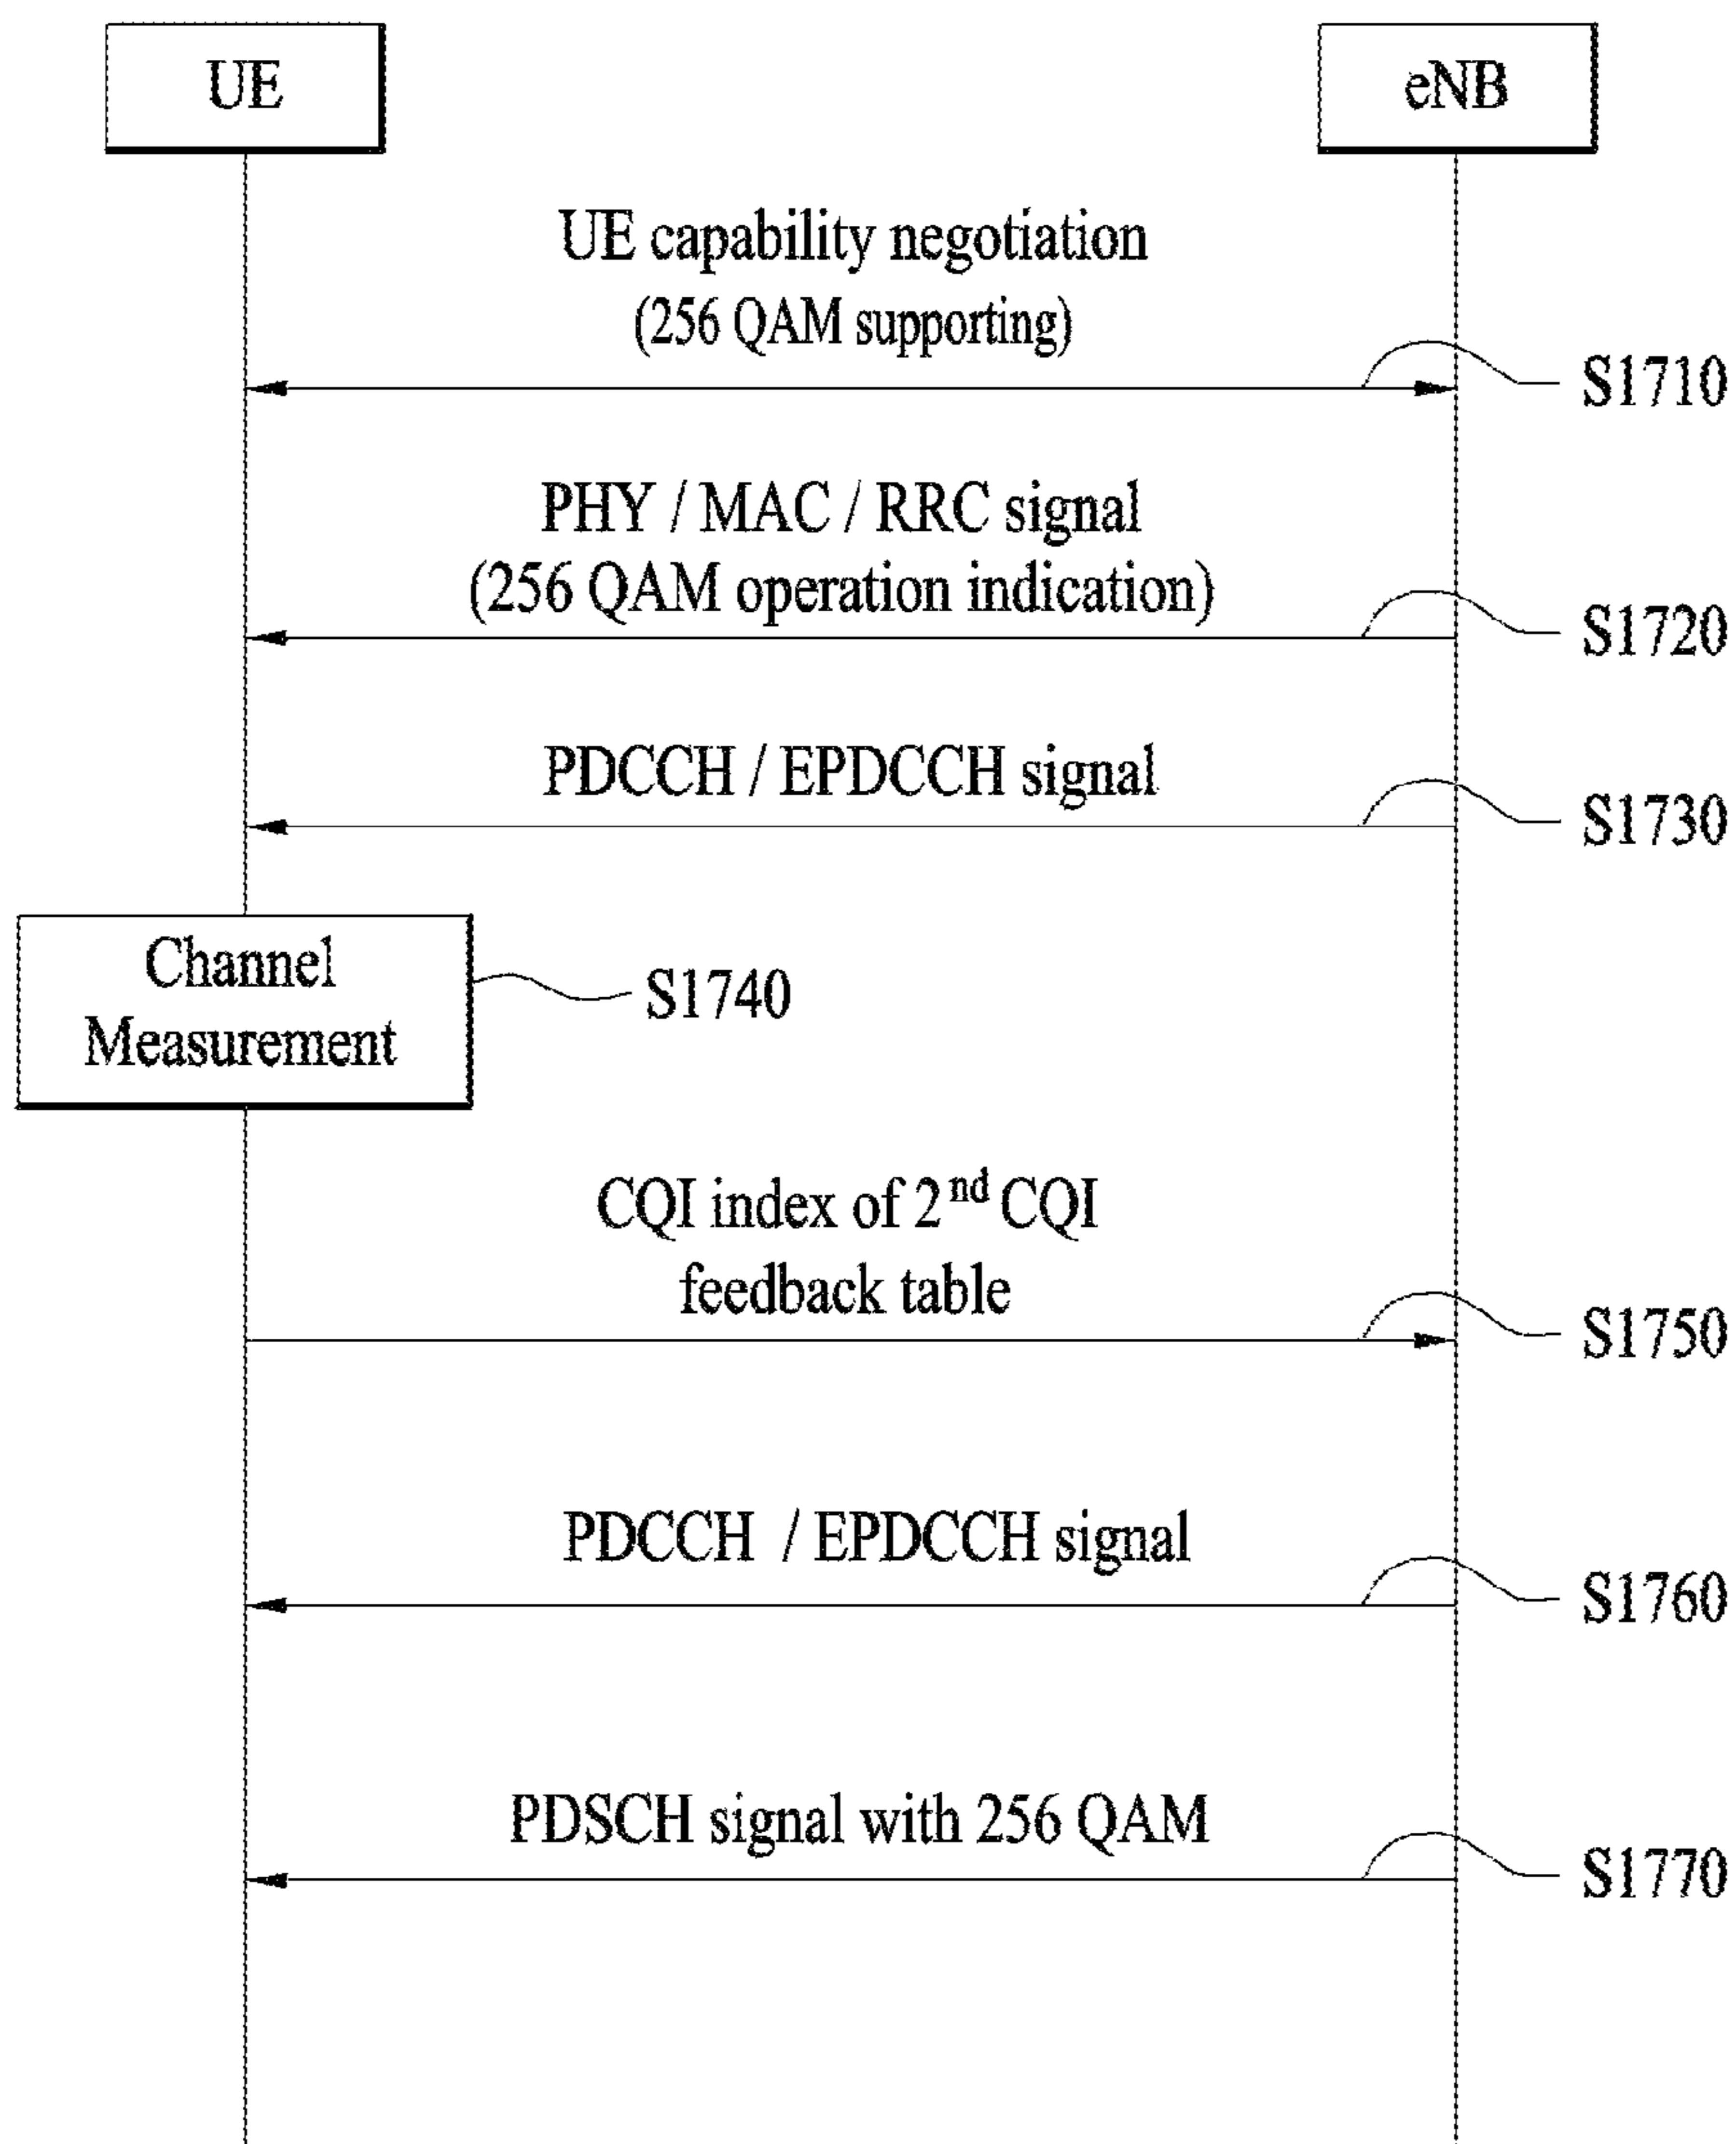 UE
eNB
UE capability negotiation
(256 QAM supporting)
S1710
PHY / MAC / RRC signal
(256 QAM operation indication)
S1720
PDCCH / EPDCCH signal
S1730
Channel
Measurement
S1740
CQI index of 2nd CQI
feedback table
S1750
PDCCH / EPDCCH signal
S1760
PDSCH signal with 256 QAM
S1770